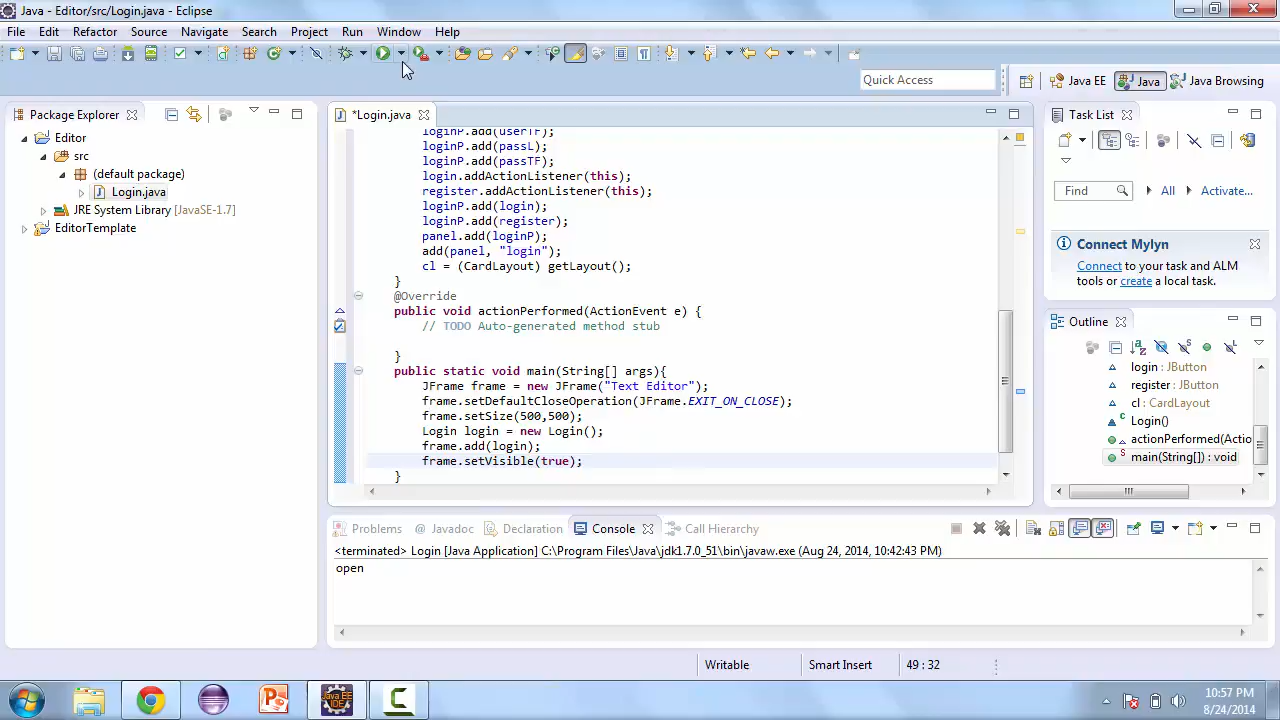 Java - Editor/src/Login.java - Eclipse
File Edit Refactor Source Navigate Search Project Run Window Help
Quick Access
Java EE
Java
Java Browsing
Package Explorer
Editor
src
(default package)
Login.java
JRE System Library [JavaSE-1.7]
EditorTemplate
*Login.java
loginP.add(userTF);
loginP.add(passL);
loginP.add(passTF);
login.addActionListener(this);
register.addActionListener(this);
loginP.add(login);
loginP.add(register);
panel.add(loginP);
add(panel, "login");
cl = (CardLayout) getLayout();
}
@Override
public void actionPerformed(ActionEvent e) {
// TODO Auto-generated method stub
}
public static void main(String[] args){
JFrame frame = new JFrame("Text Editor");
frame.setDefaultCloseOperation(JFrame.EXIT_ON_CLOSE);
frame.setSize(500,500);
Login login = new Login();
frame.add(login);
frame.setVisible(true);
}
Task List
Find
All
Activate...
Connect Mylyn
Connect to your task and ALM
tools or create a local task.
Outline
login : JButton
register : JButton
cl : CardLayout
Login()
actionPerformed(Actio
main(String[]) : void
Problems
@ Javadoc
Declaration
Console
Call Hierarchy
<terminated> Login [Java Application] C:\Program Files\Java\jdk1.7.0_51\bin\javaw.exe (Aug 24, 2014, 10:42:43 PM)
open
Writable
Smart Insert
49 : 32
Java EE
IDE
10:57 PM
8/24/2014